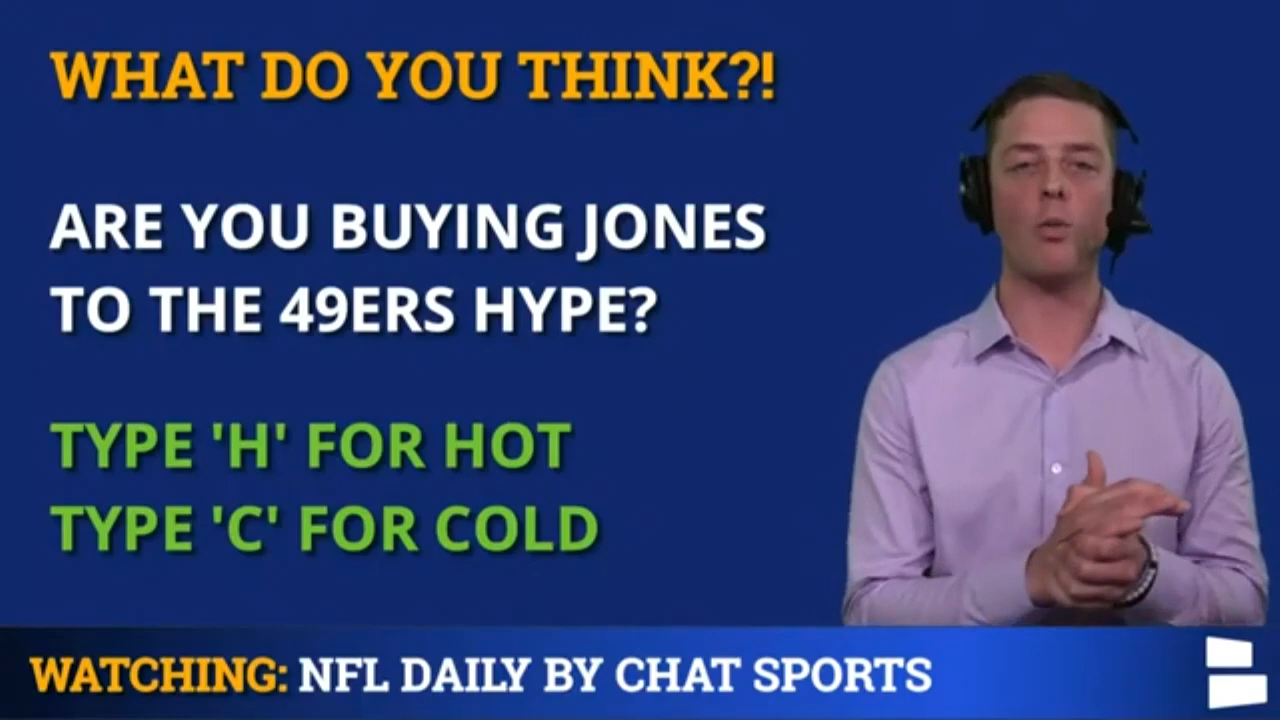 WHAT DO YOU THINK?!
ARE YOU BUYING JONES
TO THE 49ERS HYPE?
TYPE 'H' FOR HOT
TYPE 'C' FOR COLD
WATCHING: NFL DAILY BY CHAT SPORTS